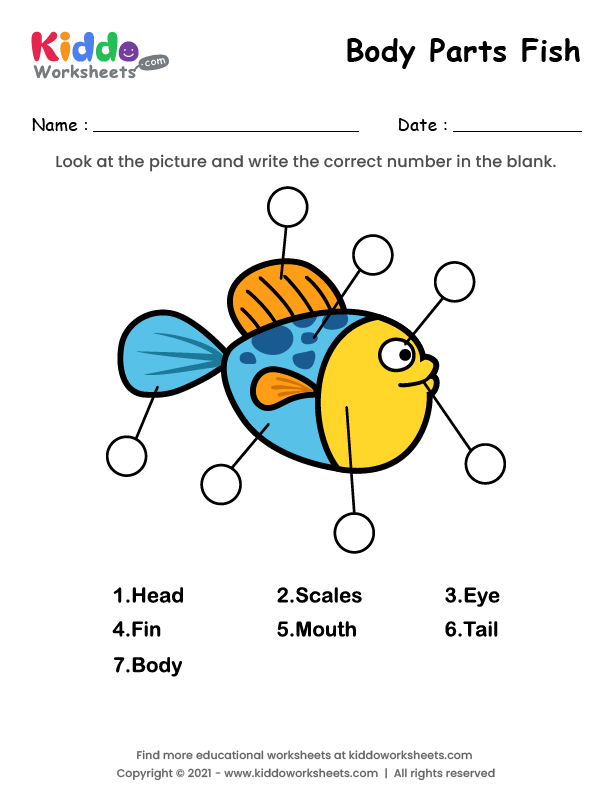 Kiddo
Worksheets.com
Body Parts Fish
Name : Date :
Look at the picture and write the correct number in the blank.
1.Head 2.Scales 3.Eye
4.Fin 5.Mouth 6.Tail
7.Body
Find more educational worksheets at kiddoworksheets.com
Copyright © 2021 - www.kiddoworksheets.com | All rights reserved